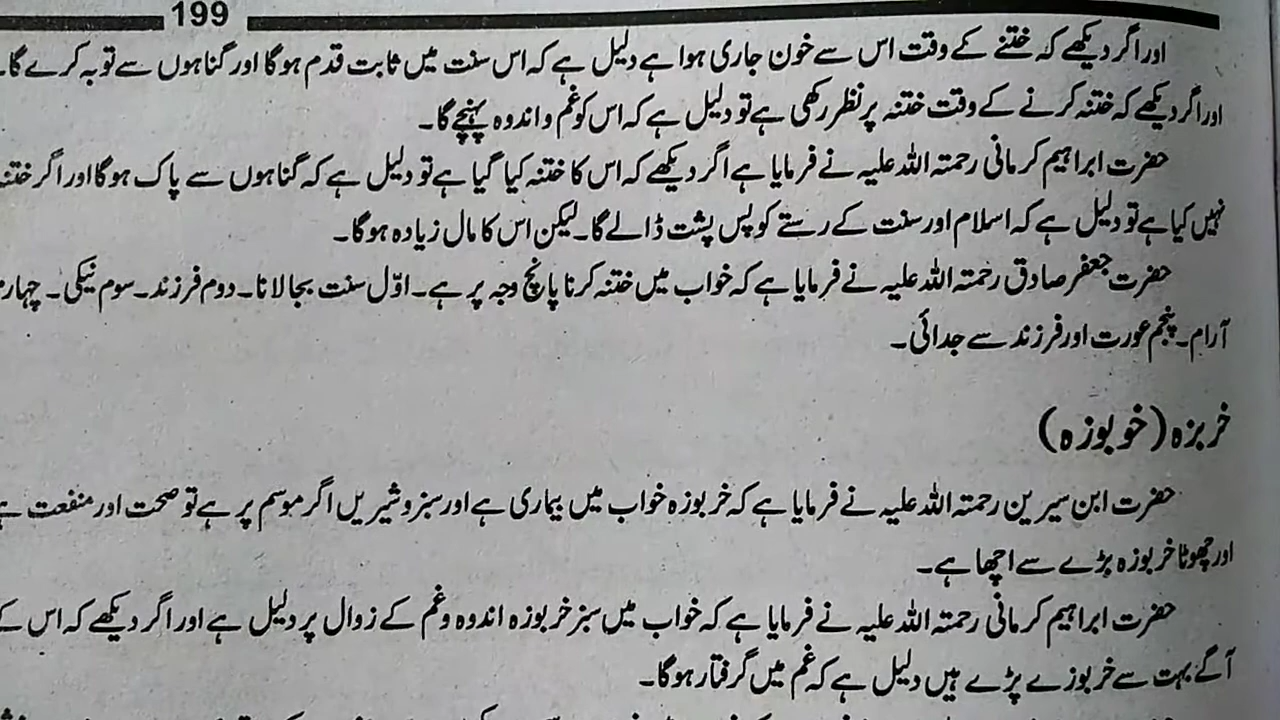 199
اور اگر دیکھے کہ ختنے کے وقت اس سے خون جاری ہوا ہے دلیل ہے کہ اس سنت میں ثابت قدم ہوگا اور گناہوں سے توبہ کرے گا۔
اور اگر دیکھے کہ ختنہ کرنے کے وقت ختنہ پر نظر رکھی ہے تو دلیل ہے کہ اس کو غم و اندوہ پہنچے گا۔
حضرت ابراہیم کرمانی رحمتہ اللہ علیہ نے فرمایا ہے اگر دیکھے کہ اس کا ختنہ کیا گیا ہے تو دلیل ہے کہ گناہوں سے پاک ہوگا اور اگر ختنہ
نہیں کیا ہے تو دلیل ہے کہ اسلام اور سنت کے رستے کو پس پشت ڈالے گا۔ لیکن اس کا مال زیادہ ہوگا۔
حضرت جعفر صادق رحمتہ اللہ علیہ نے فرمایا ہے کہ خواب میں ختنہ کرنا پانچ وجہ پر ہے۔ اوّل سنت بجا لانا۔ دوم فرزند۔ سوم نیکی۔ چہارم
آرام۔ پنجم عورت اور فرزند سے جدائی۔
خربزہ (خوبوزہ)
حضرت ابن سیرین رحمتہ اللہ علیہ نے فرمایا ہے کہ خربوزہ خواب میں بیماری ہے اور سبز و شیریں اگر موسم پر ہے تو صحت اور منفعت ہے
اور چھوٹا خربوزہ بڑے سے اچھا ہے۔
حضرت ابراہیم کرمانی رحمتہ اللہ علیہ نے فرمایا ہے کہ خواب میں سبز خربوزہ اندوہ و غم کے زوال پر دلیل ہے اور اگر دیکھے کہ اس کے
آگے بہت سے خربوزے پڑے ہیں دلیل ہے کہ غم میں گرفتار ہوگا۔